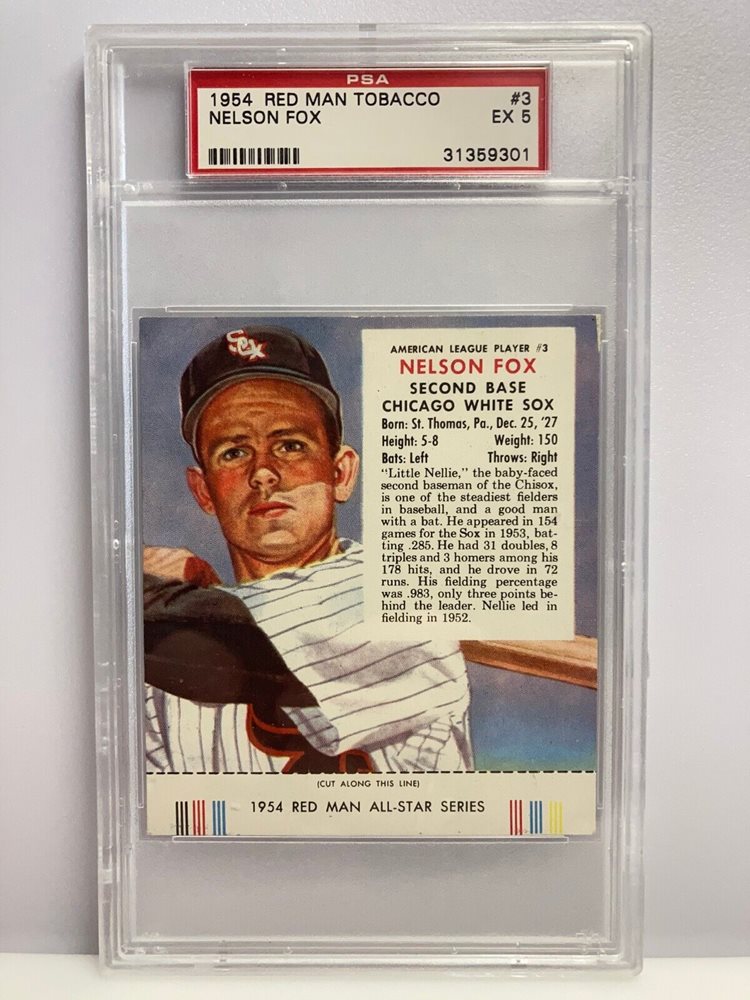 PSA
1954 RED MAN TOBACCO #3
NELSON FOX EX 5
31359301
Sox
AMERICAN LEAGUE PLAYER #3
NELSON FOX
SECOND BASE
CHICAGO WHITE SOX
Born: St. Thomas, Pa., Dec. 25, '27
Height: 5-8 Weight: 150
Bats: Left Throws: Right
"Little Nellie," the baby-faced
second baseman of the Chisox,
is one of the steadiest fielders
in baseball, and a good man
with a bat. He appeared in 154
games for the Sox in 1953, bat-
ting .285. He had 31 doubles, 8
triples and 3 homers among his
178 hits, and he drove in 72
runs. His fielding percentage
was .983, only three points be-
hind the leader. Nellie led in
fielding in 1952.
(CUT ALONG THIS LINE)
1954 RED MAN ALL-STAR SERIES